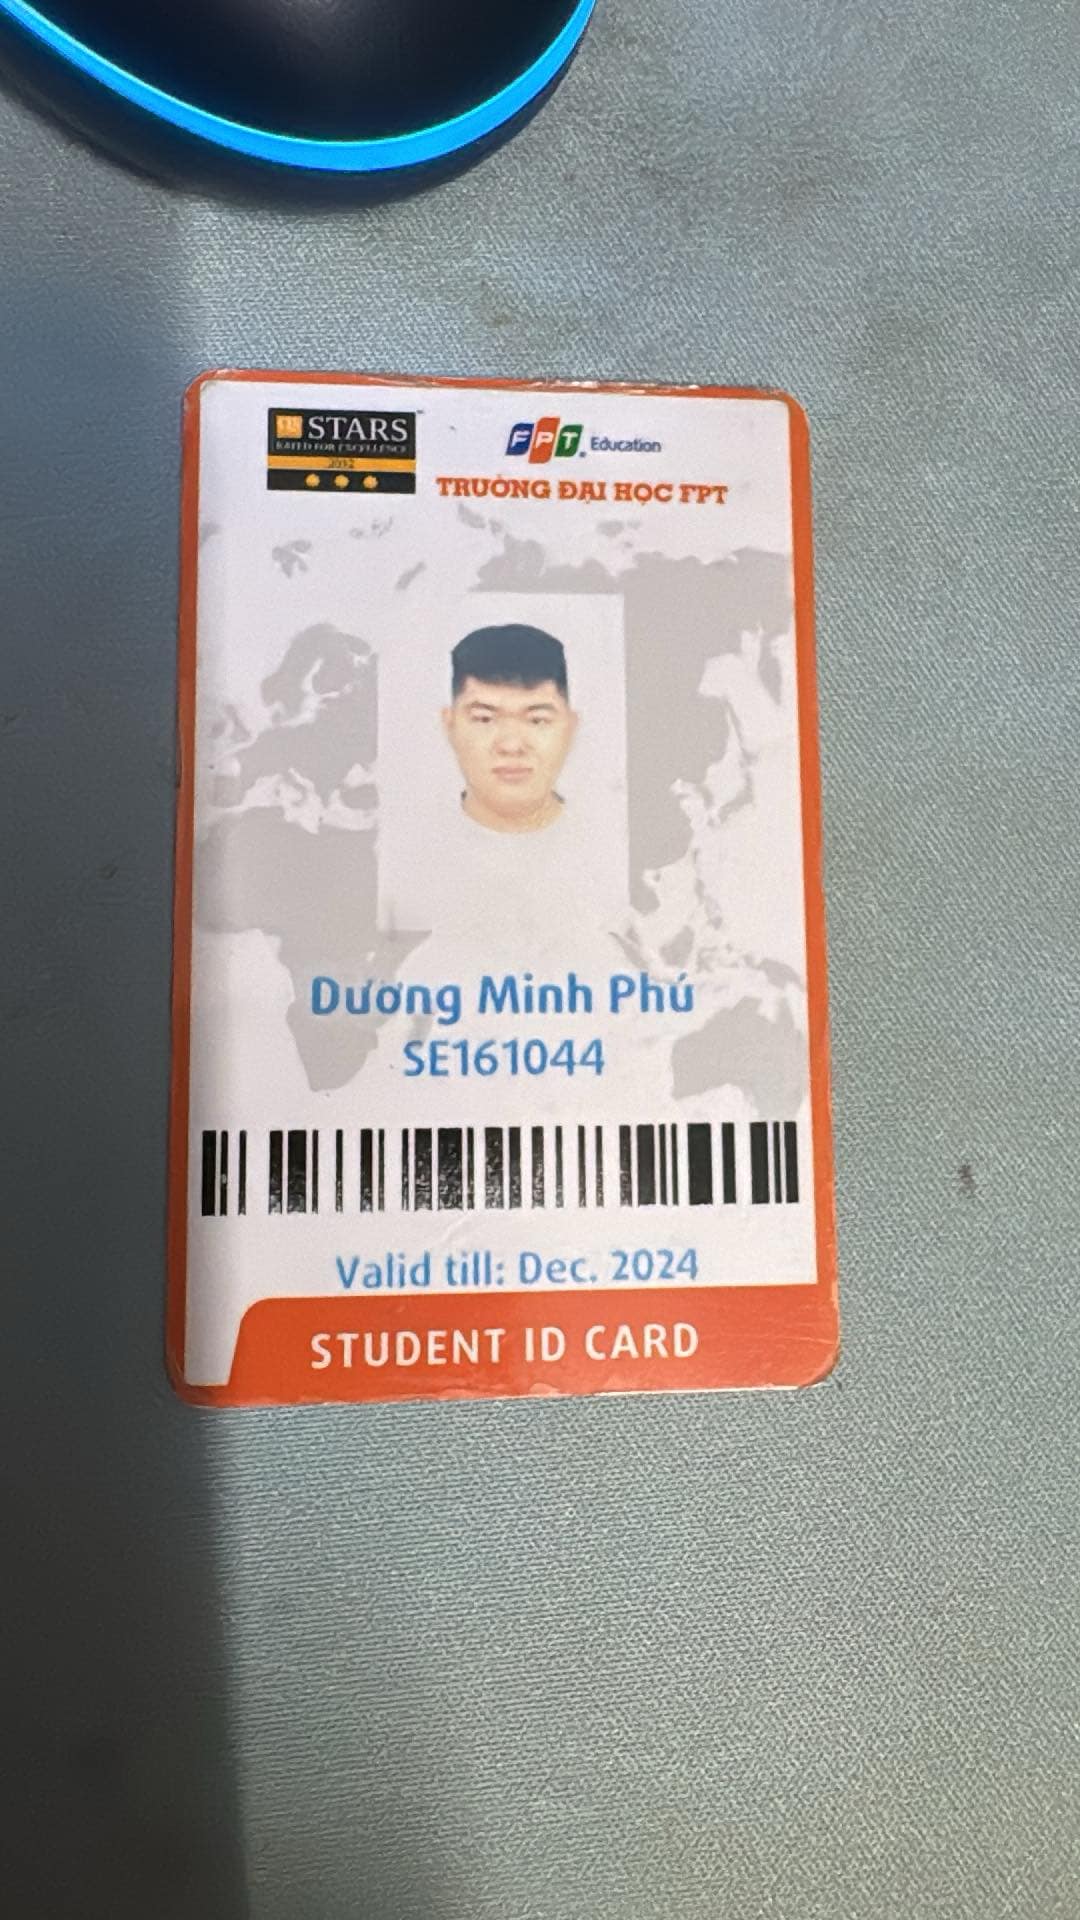 STARS
RATED FOR EXCELLENCE
2012
FPT Education
TRƯỜNG ĐẠI HỌC FPT
Dương Minh Phú
SE161044
Valid till: Dec. 2024
STUDENT ID CARD